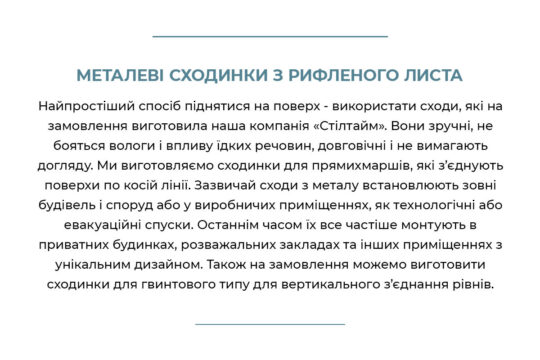 МЕТАЛЕВІ СХОДИНКИ З РИФЛЕНОГО ЛИСТА
Найпростіший спосіб піднятися на поверх - використати сходи, які на
замовлення виготовила наша компанія «Стілтайм». Вони зручні, не
бояться вологи і впливу їдких речовин, довговічні і не вимагають
догляду. Ми виготовляємо сходинки для прямихмаршів, які з’єднують
поверхи по косій лінії. Зазвичай сходи з металу встановлюють зовні
будівель і споруд або у виробничих приміщеннях, як технологічні або
евакуаційні спуски. Останнім часом їх все частіше монтують в
приватних будинках, розважальних закладах та інших приміщеннях з
унікальним дизайном. Також на замовлення можемо виготовити
сходинки для гвинтового типу для вертикального з’єднання рівнів.